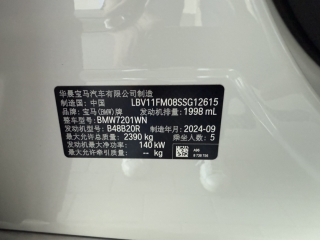 华晨宝马汽车有限公司制造
制造国: 中国 LBV11FM08SSG12615
品牌: 宝马(BMW)牌 发动机排量: 1998 mL
整车型号: BMW7201WN
发动机型号: B48B20R 制造年月: 2024-09
最大允许总质量: 2390 kg 乘坐人数: 5
发动机最大净功率: 140 kW
最大允许牵引质量: -- kg